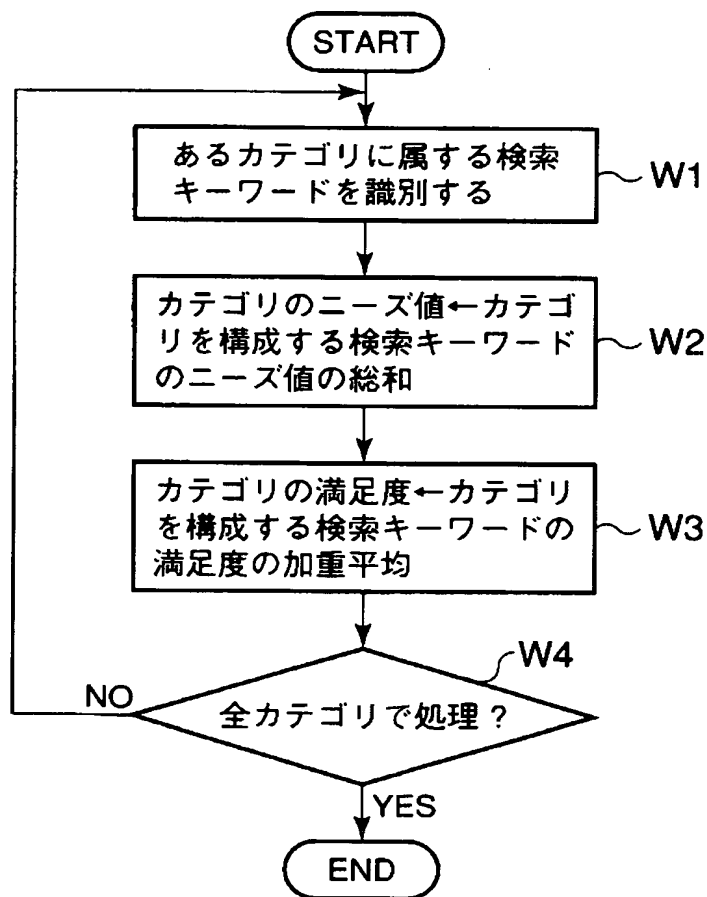 START
あるカテゴリに属する検索
キーワードを識別する
W1
カテゴリのニーズ値←カテゴ
リを構成する検索キーワード
のニーズ値の総和
W2
カテゴリの満足度←カテゴリ
を構成する検索キーワードの
満足度の加重平均
W3
W4
NO
全カテゴリで処理?
YES
END